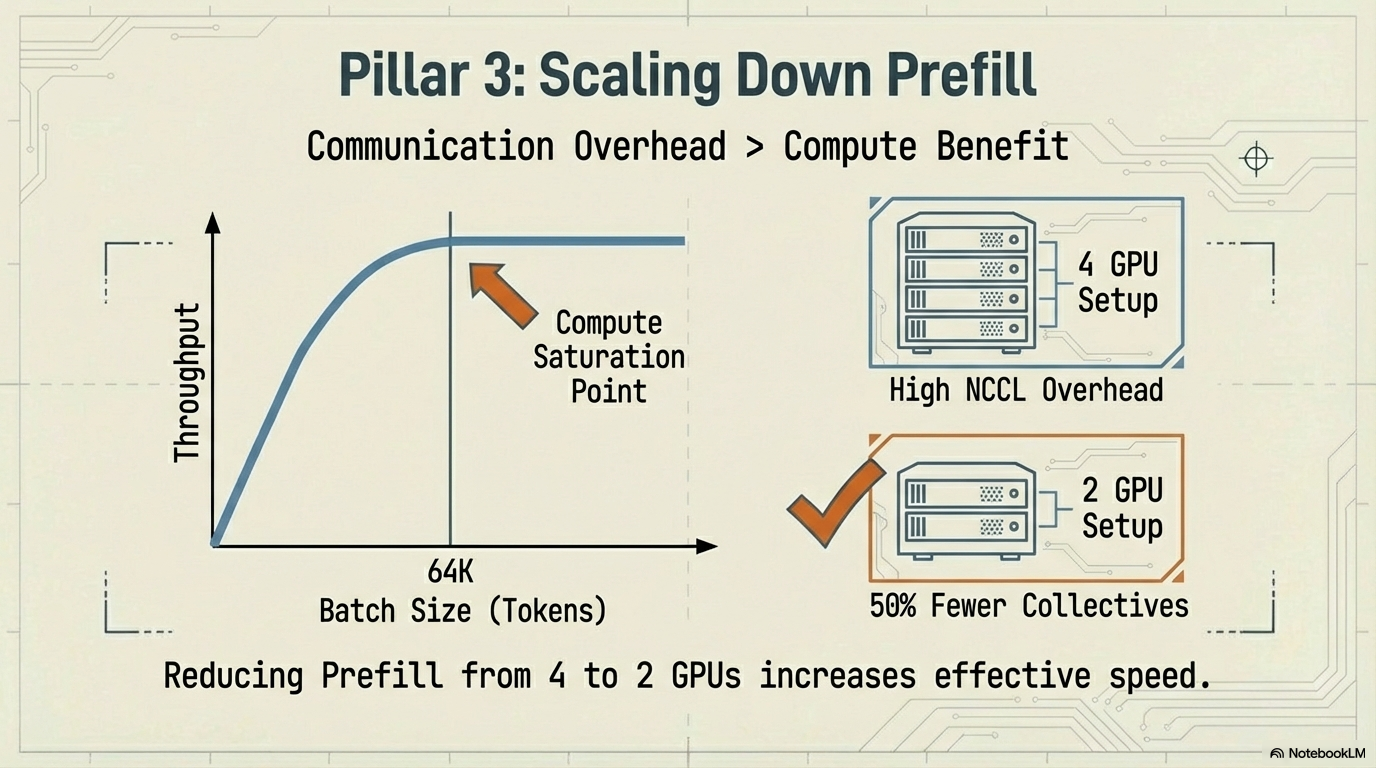 Pillar 3: Scaling Down Prefill
Communication Overhead > Compute Benefit
Throughput
Compute
Saturation
Point
64K
Batch Size (Tokens)
4 GPU
Setup
High NCCL Overhead
2 GPU
Setup
50% Fewer Collectives
Reducing Prefill from 4 to 2 GPUs increases effective speed.
NotebookLM